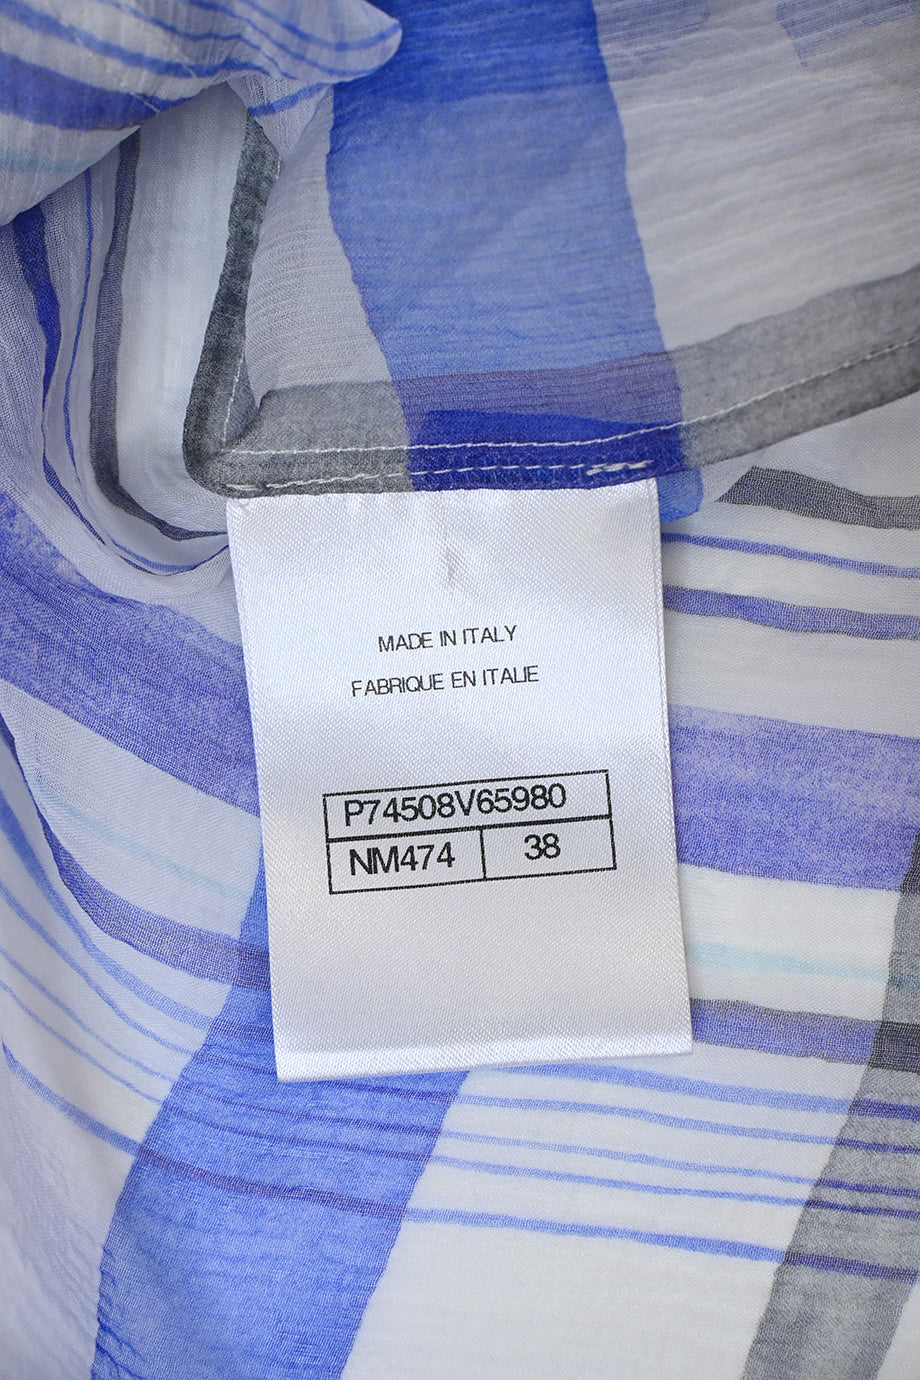 MADE IN ITALY
FABRIQUE EN ITALIE
P74508V65980
NM474 38